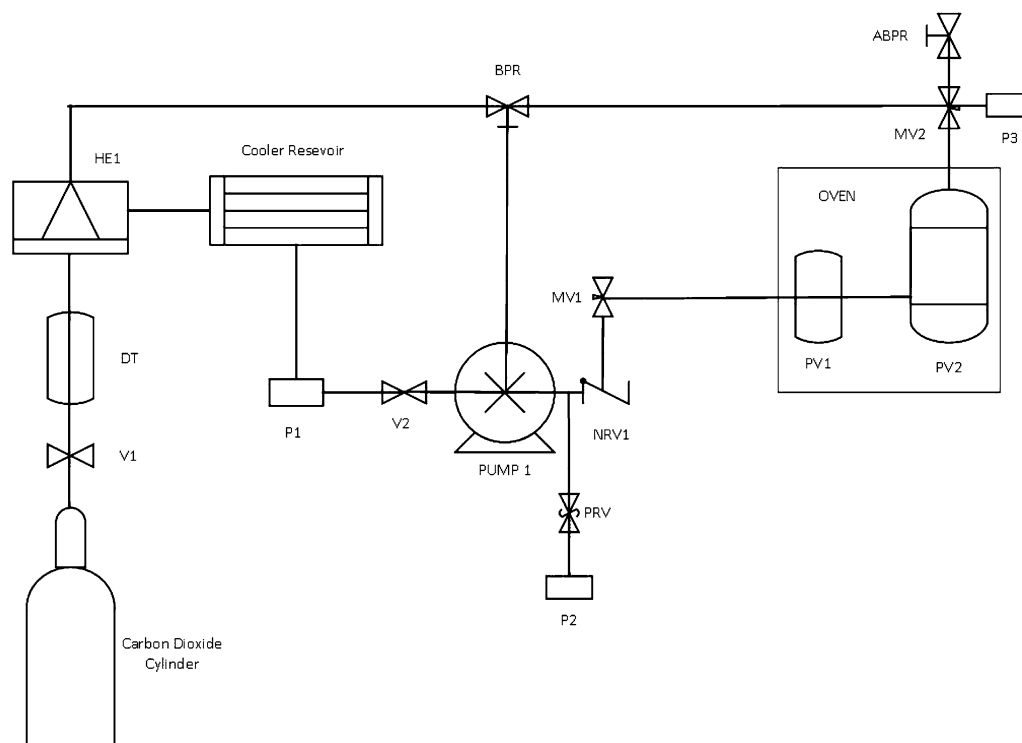 ABPR
BPR
MV2
P3
HE1
Cooler Resevoir
OVEN
MV1
DT
PV1
PV2
P1
V2
NRV1
V1
PUMP 1
PRV
P2
Carbon Dioxide
Cylinder